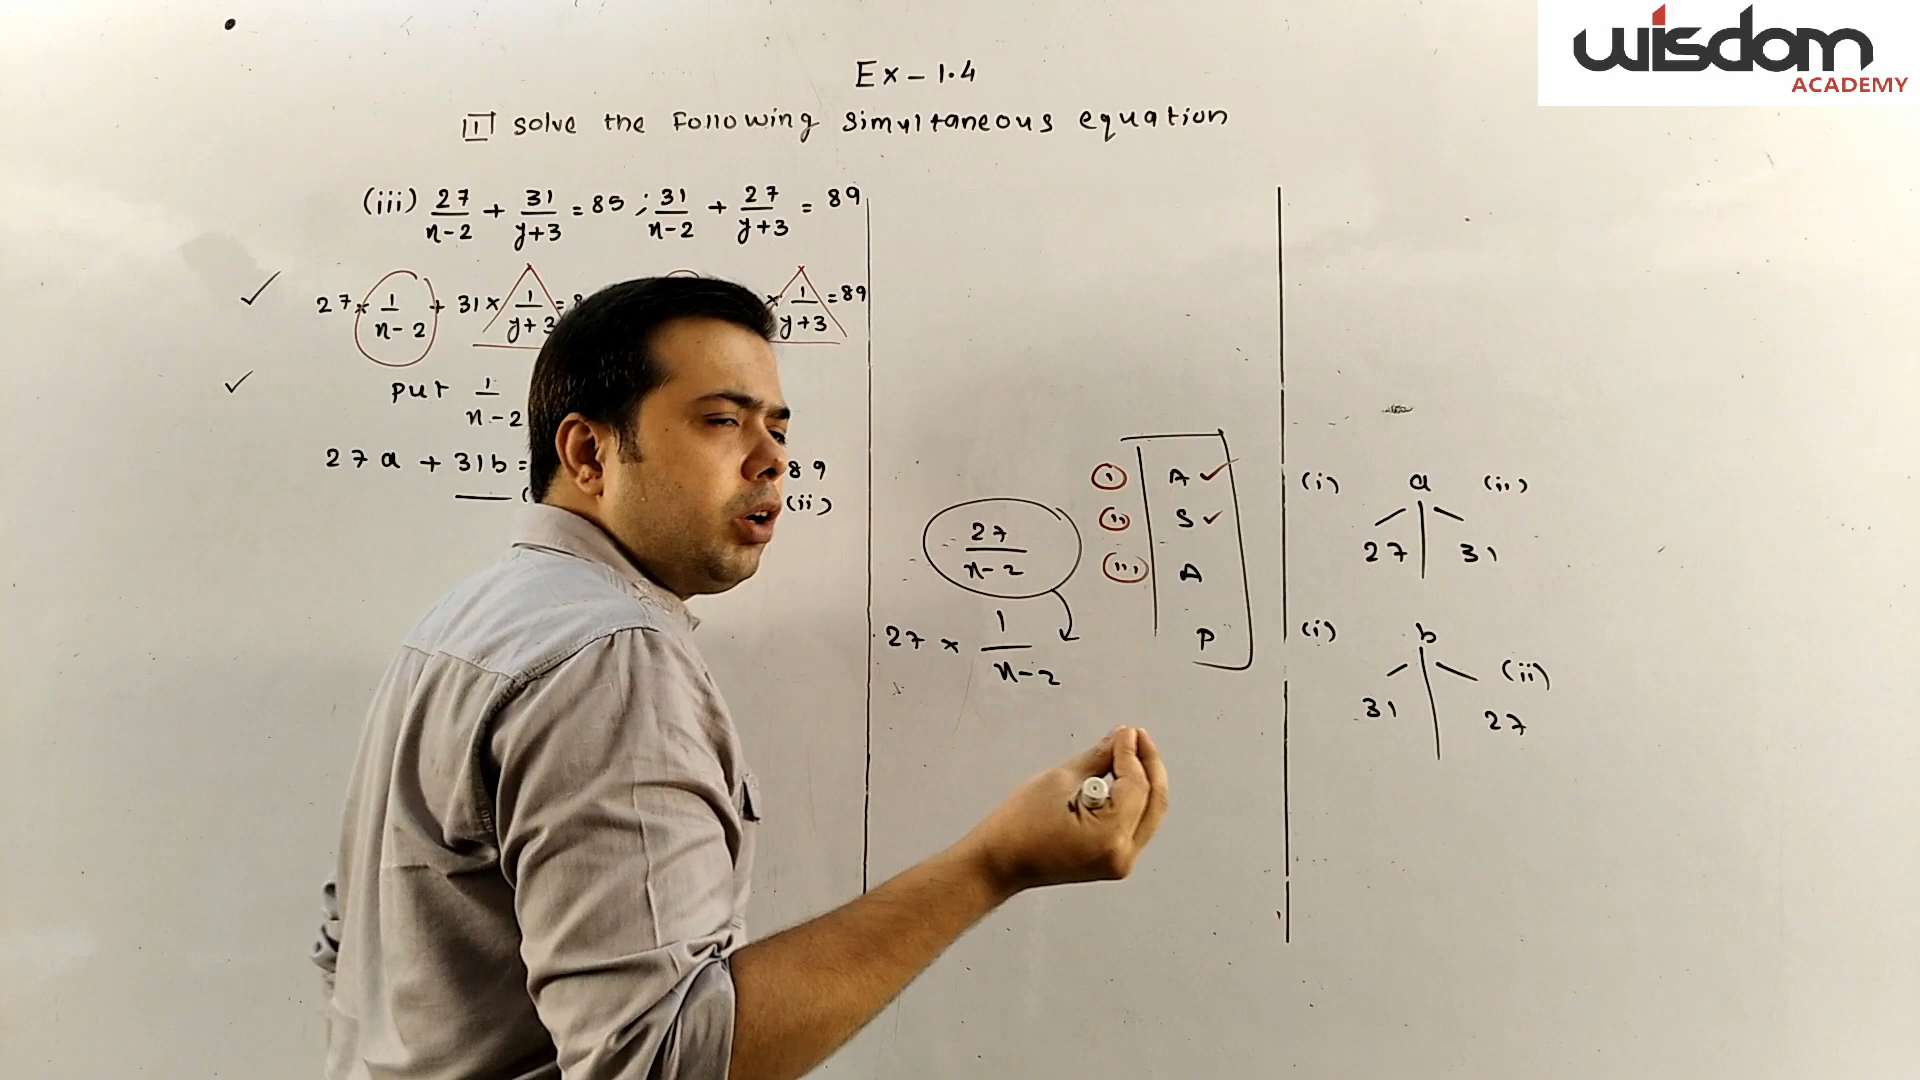 wisdom
ACADEMY
Ex - 1.4
II solve the Following simultaneous equation
(iii) 27/x-2 + 31/y+3 = 85 ; 31/x-2 + 27/y+3 = 89
27 × 1/x-2 + 31 × 1/y+3 = 8 × 1/y+3 = 89
put 1/x-2
27a + 31b = 89
(ii)
27/x-2
27 × 1/x-2
(i) A ✓
(ii) S ✓
(iii) A
P
(i) a (ii)
27 31
(i) b (ii)
31 27